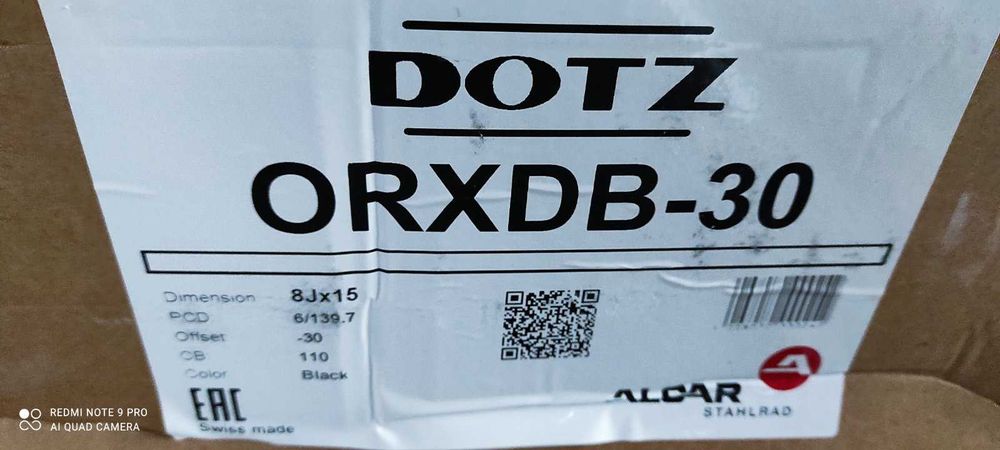 DOTZ
ORXDB-30
Dimension 8Jx15
PCD 6/139.7
Offset -30
CB 110
Color Black
EAC
Swiss made
ALCAR
STAHLRAD
A
REDMI NOTE 9 PRO
AI QUAD CAMERA